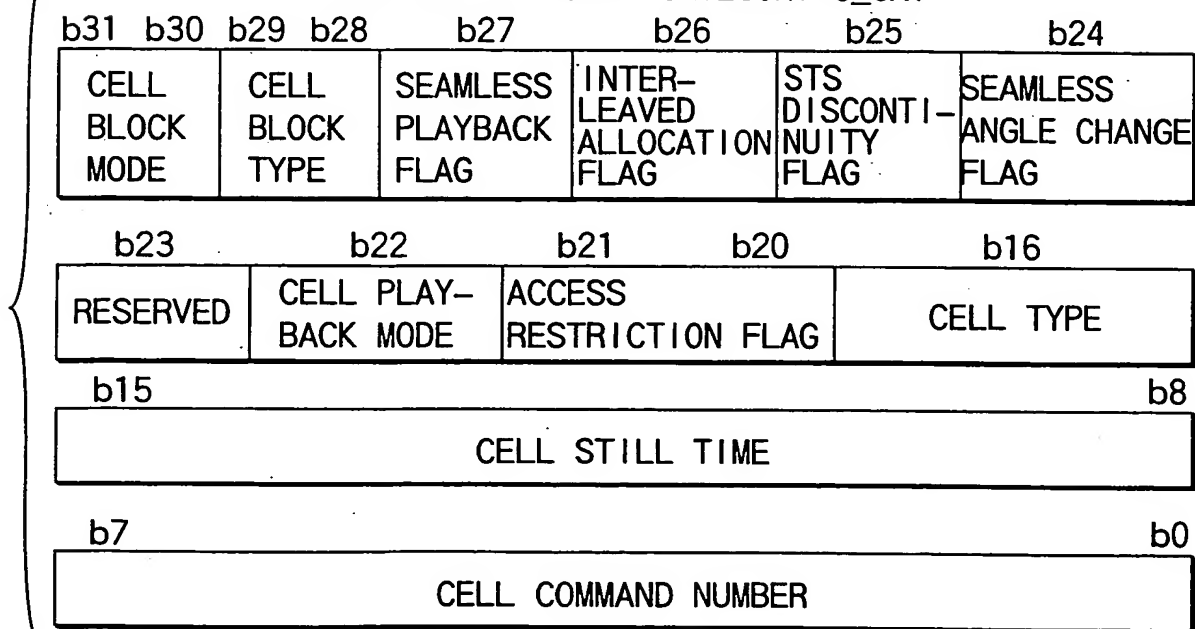 b31 b30 b29 b28 b27 b26 b25 b24
CELL BLOCK MODE
CELL BLOCK TYPE
SEAMLESS PLAYBACK FLAG
INTER-
LEAVED
ALLOCATION
FLAG
STS
DISCONTI-
NUITY
FLAG
SEAMLESS
ANGLE CHANGE
FLAG
b23 b22 b21 b20 b16
RESERVED
CELL PLAY-
BACK MODE
ACCESS
RESTRICTION FLAG
CELL TYPE
b15 b8
CELL STILL TIME
b7 b0
CELL COMMAND NUMBER